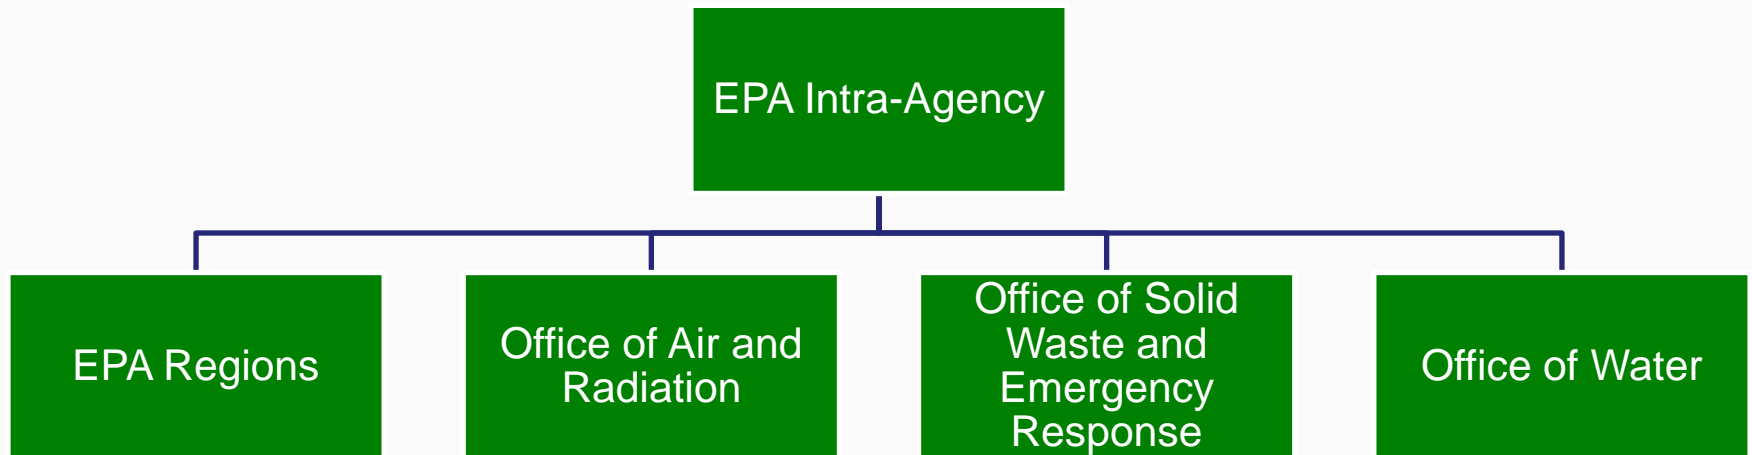 EPA Intra-Agency
EPA Regions
Office of Air and
Radiation
Office of Solid
Waste and
Emergency
Response
Office of Water